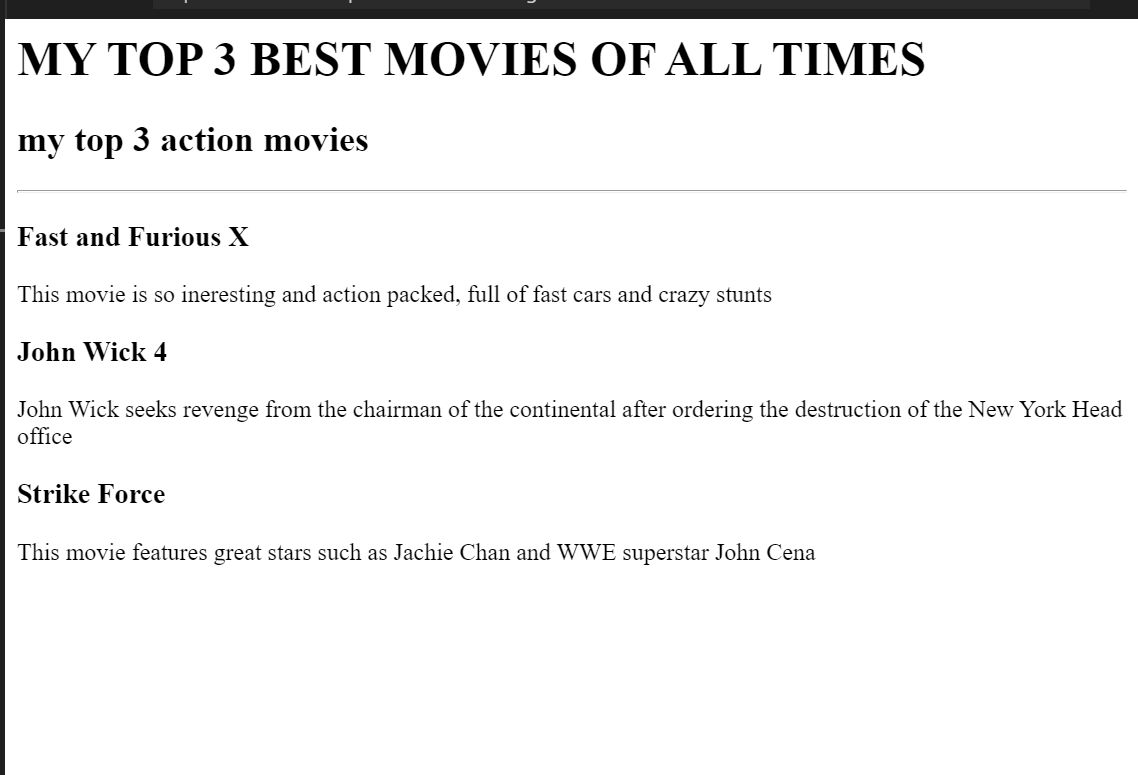 MY TOP 3 BEST MOVIES OF ALL TIMES
my top 3 action movies
Fast and Furious X
This movie is so ineresting and action packed, full of fast cars and crazy stunts
John Wick 4
John Wick seeks revenge from the chairman of the continental after ordering the destruction of the New York Head
office
Strike Force
This movie features great stars such as Jachie Chan and WWE superstar John Cena